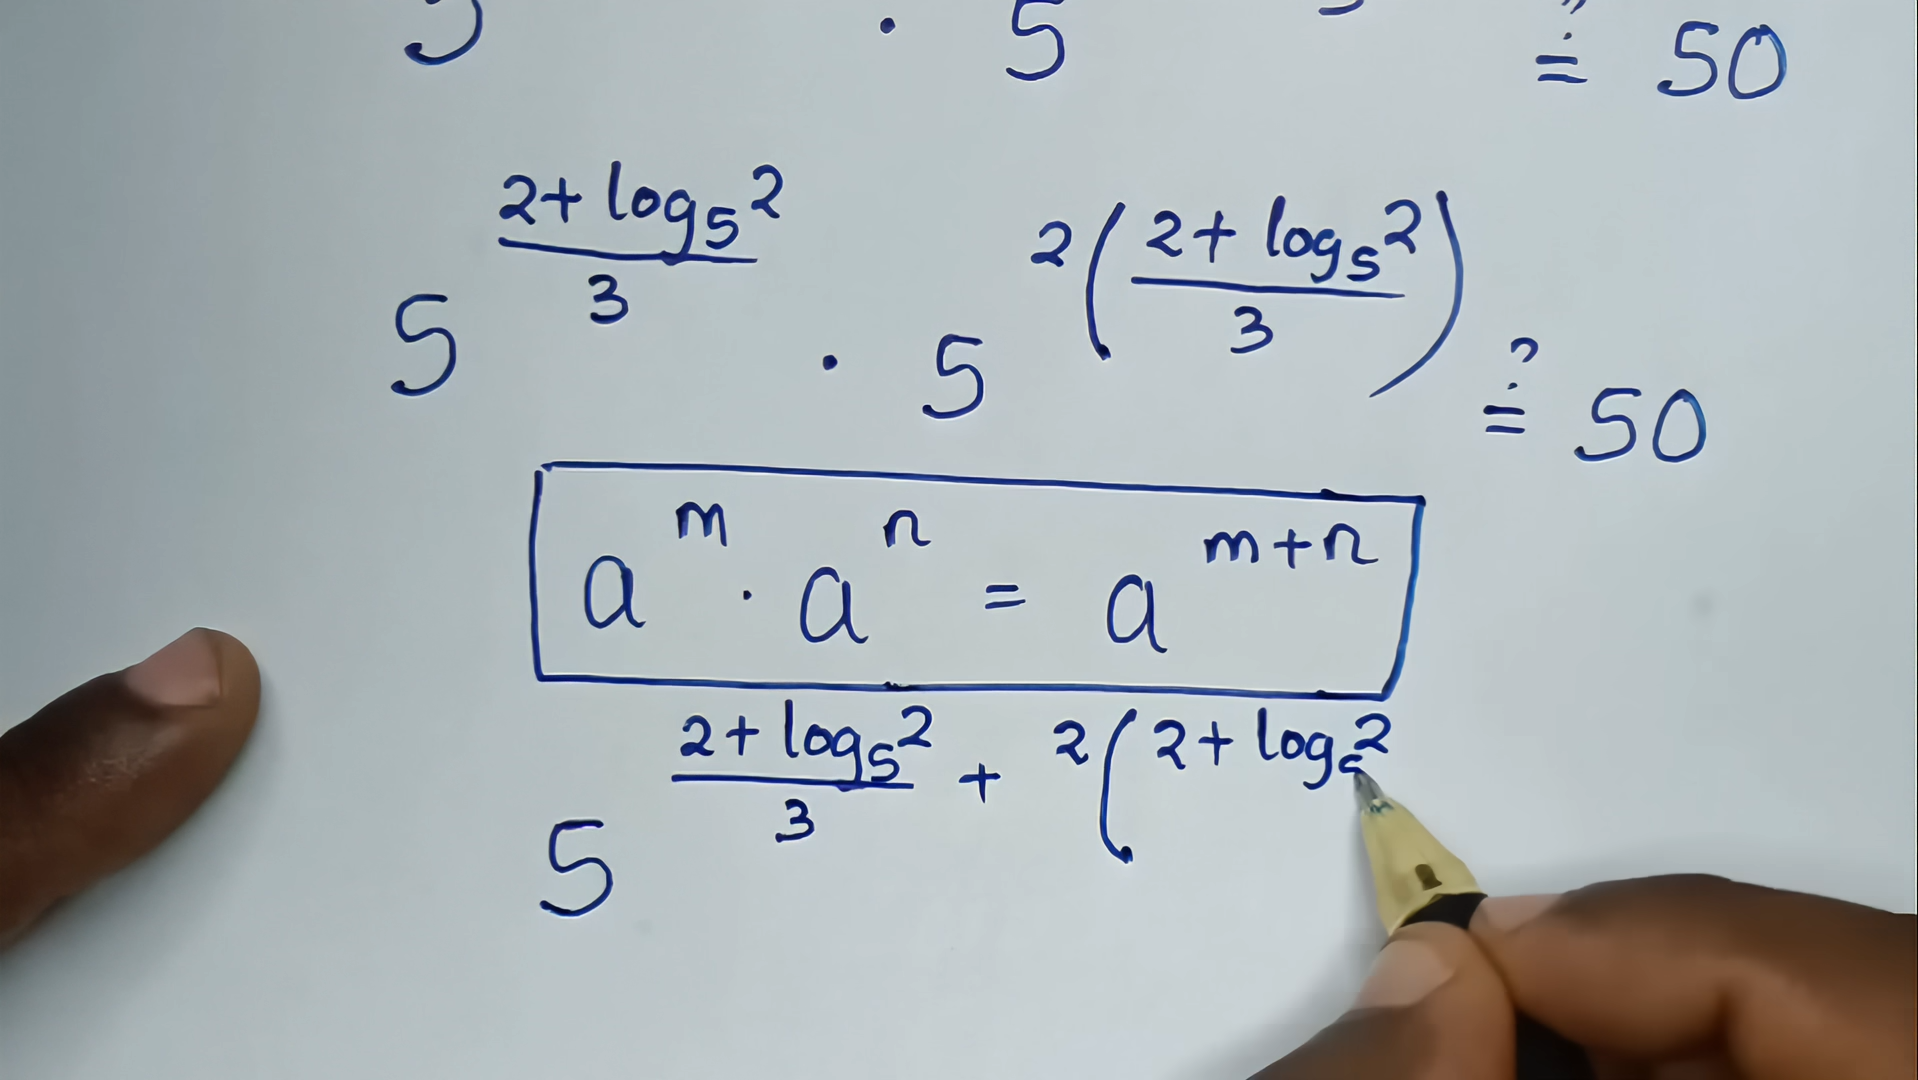 5 · 5 = 50
5^((2+log₅2)/3) · 5^(2((2+log₅2)/3)) ≟ 50
a^m · a^n = a^(m+n)
5^((2+log₅2)/3 + 2(2+log₅2